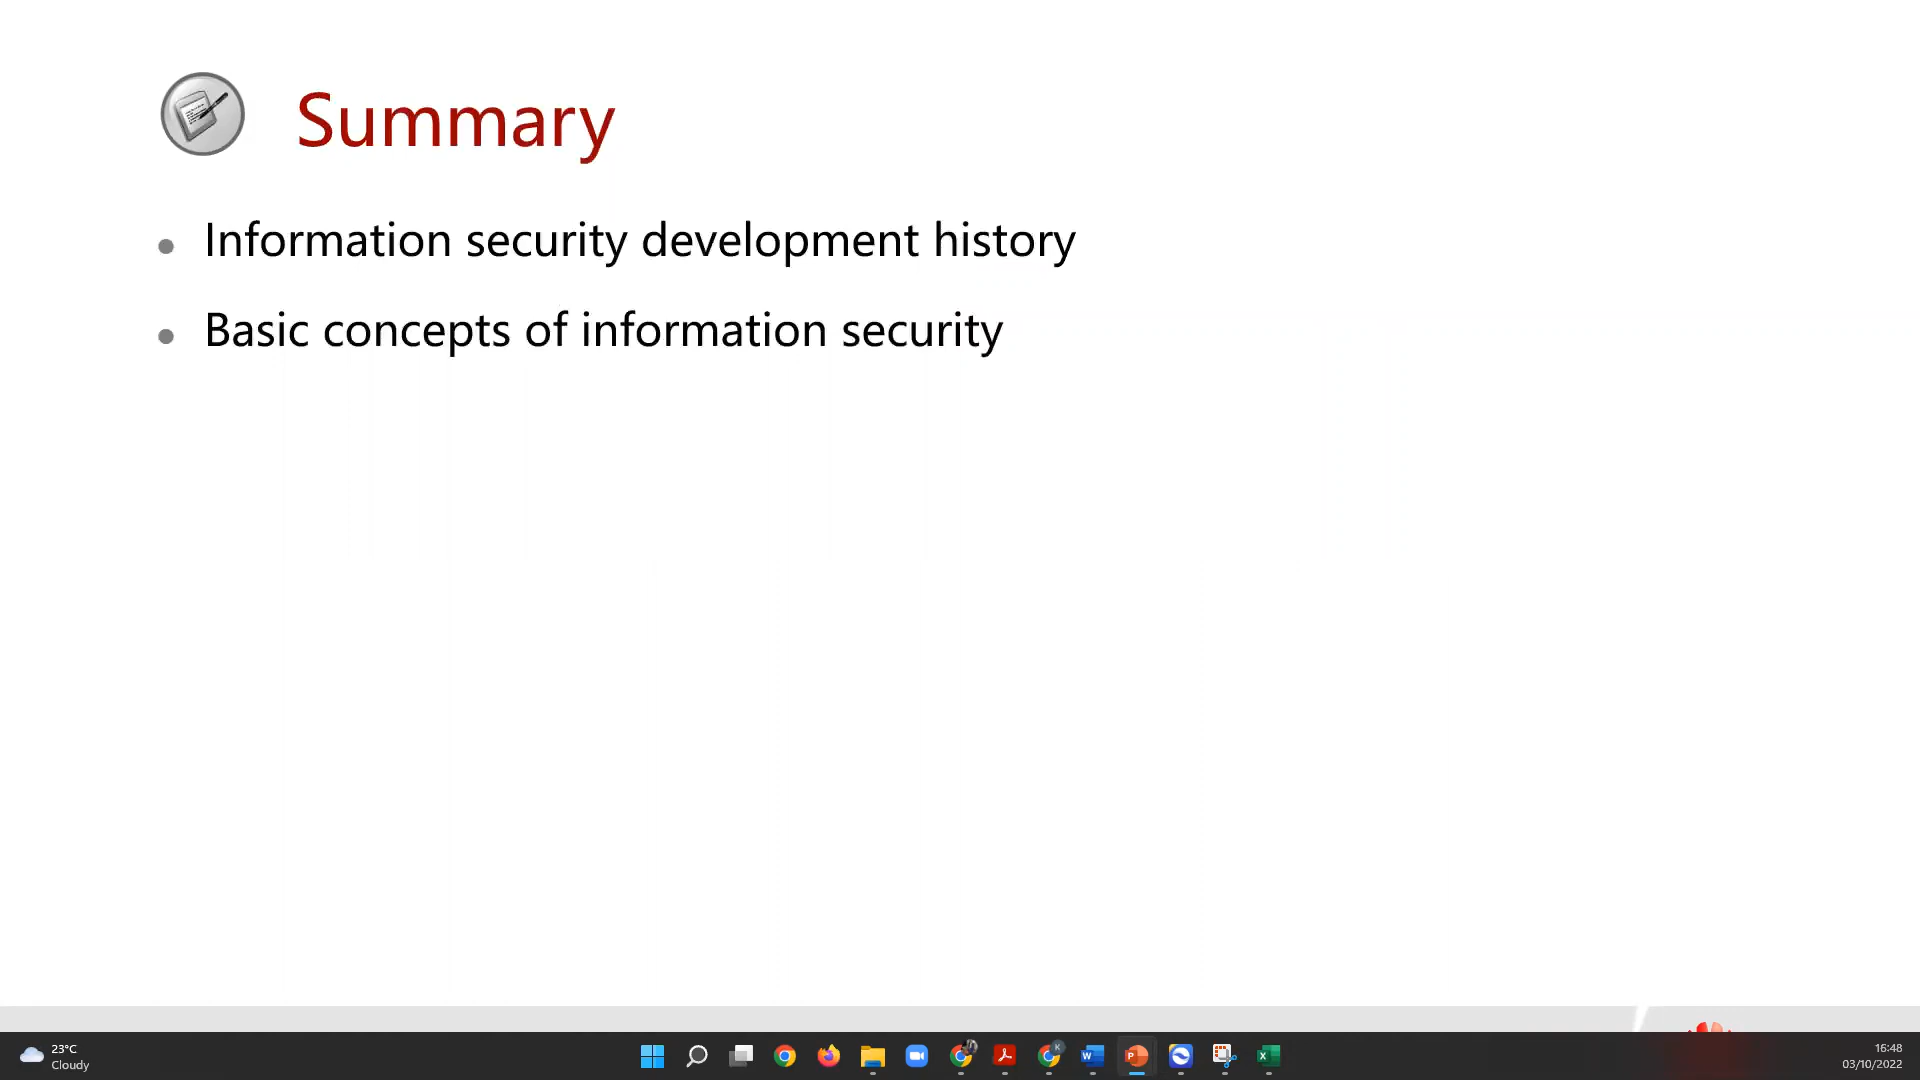 Summary
Information security development history
Basic concepts of information security
23°C
Cloudy
16:48
03/10/2022